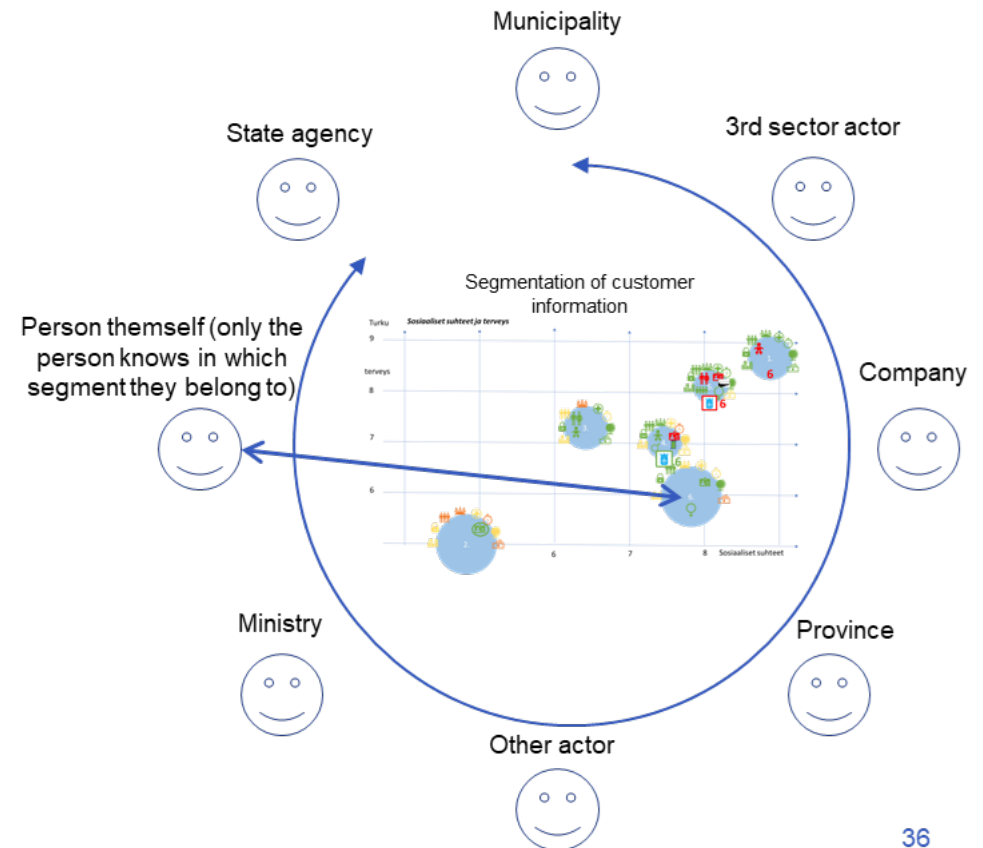 Municipality
3rd sector actor
State agency
Segmentation of customer
information
Turku
Sosiaaliset suhteet ja terveys
9
terveys
8
7
6
6
7
8
Sosiaaliset suhteet
1.
6
6
6
2.
Person themself (only the
person knows in which
segment they belong to)
Company
Ministry
Province
Other actor
36